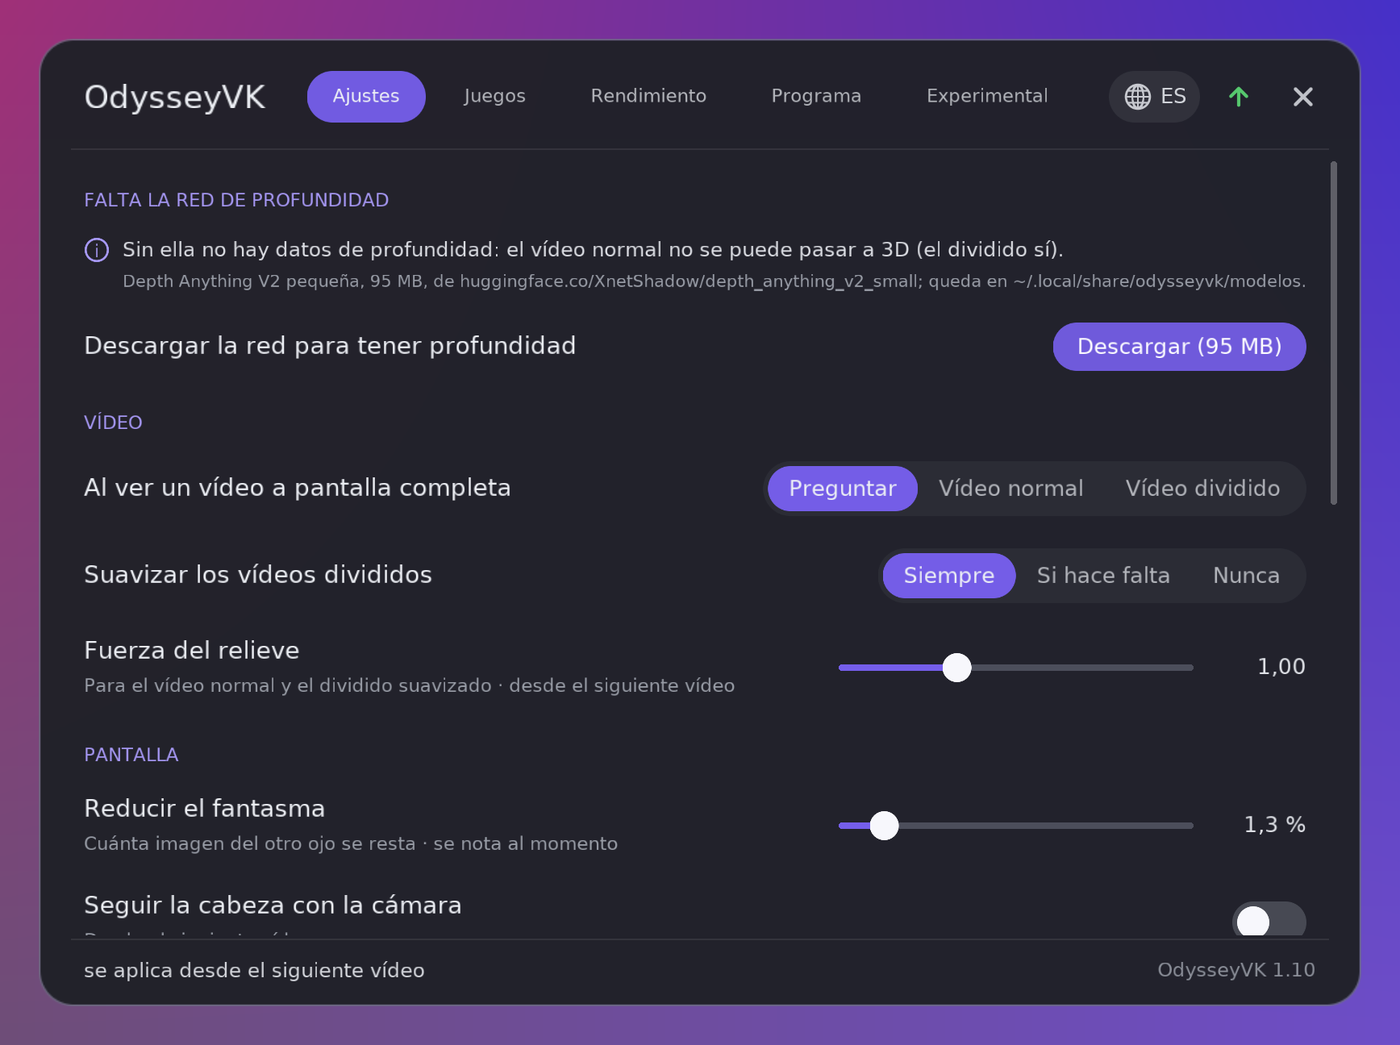 OdysseyVK
Ajustes
Juegos
Rendimiento
Programa
Experimental
ES
FALTA LA RED DE PROFUNDIDAD
Sin ella no hay datos de profundidad: el vídeo normal no se puede pasar a 3D (el dividido sí).
Depth Anything V2 pequeña, 95 MB, de huggingface.co/XnetShadow/depth_anything_v2_small; queda en ~/.local/share/odysseyvk/modelos.
Descargar la red para tener profundidad
Descargar (95 MB)
VÍDEO
Al ver un vídeo a pantalla completa
Preguntar
Vídeo normal
Vídeo dividido
Suavizar los vídeos divididos
Siempre
Si hace falta
Nunca
Fuerza del relieve
Para el vídeo normal y el dividido suavizado · desde el siguiente vídeo
1,00
PANTALLA
Reducir el fantasma
Cuánta imagen del otro ojo se resta · se nota al momento
1,3 %
Seguir la cabeza con la cámara
se aplica desde el siguiente vídeo
OdysseyVK 1.10